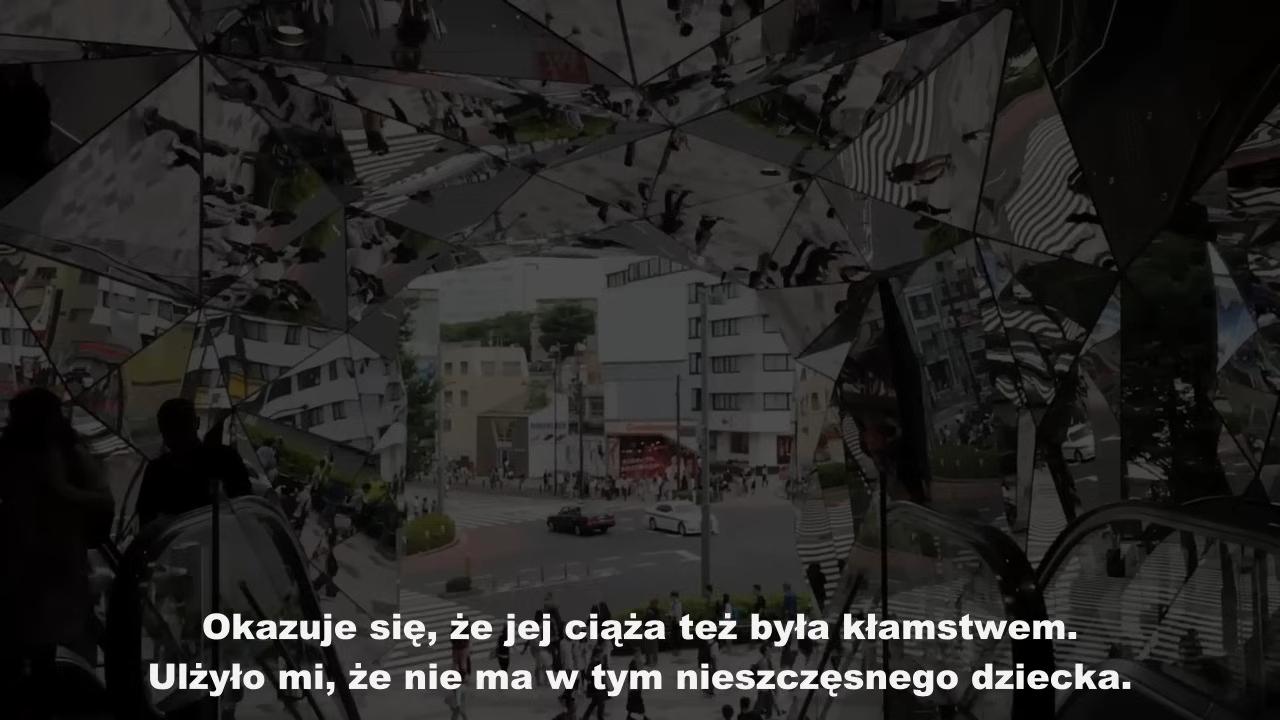 Okazuje się, że jej ciąża też była kłamstwem.
Ulżyło mi, że nie ma w tym nieszczęsnego dziecka.